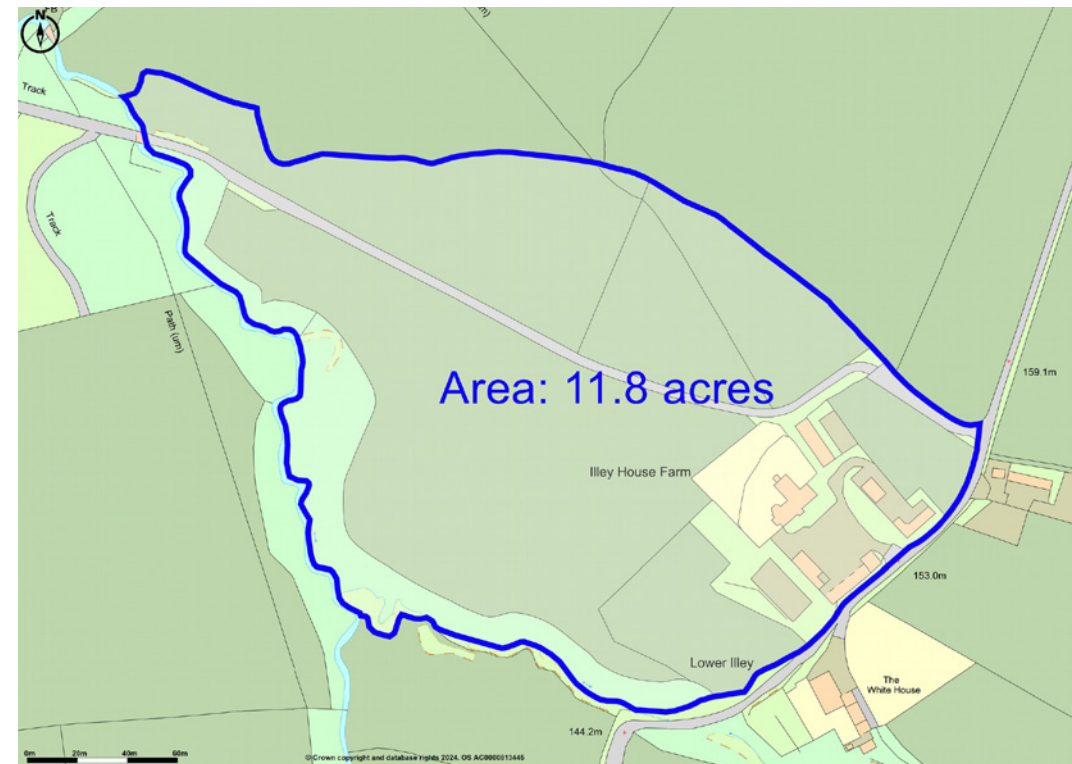 N
Track
Track
Path (um)
159.1m
Area: 11.8 acres
Illey House Farm
153.0m
Lower Illey
The
White House
144.2m
0m 20m 40m 60m
© Crown copyright and database rights 2024. OS AC0000813445